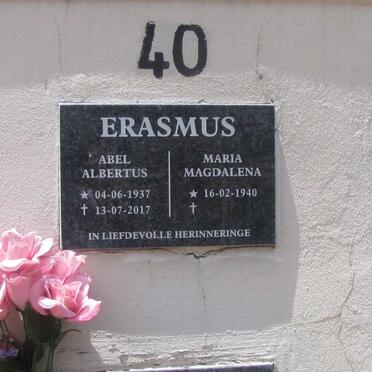 40
ERASMUS
ABEL
ALBERTUS
★ 04-06-1937
✝ 13-07-2017
MARIA
MAGDALENA
★ 16-02-1940
✝
IN LIEFDEVOLLE HERINNERINGE